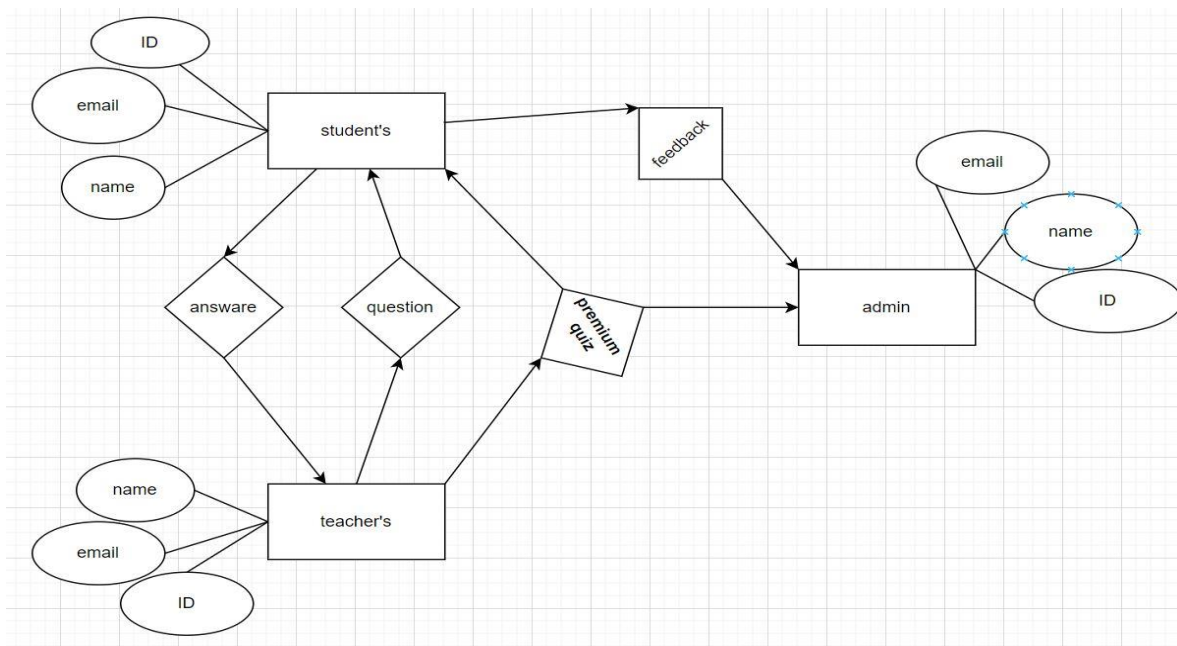 ID
email
student's
name
feedback
email
name
ID
answare
question
premium
quiz
admin
name
teacher's
email
ID